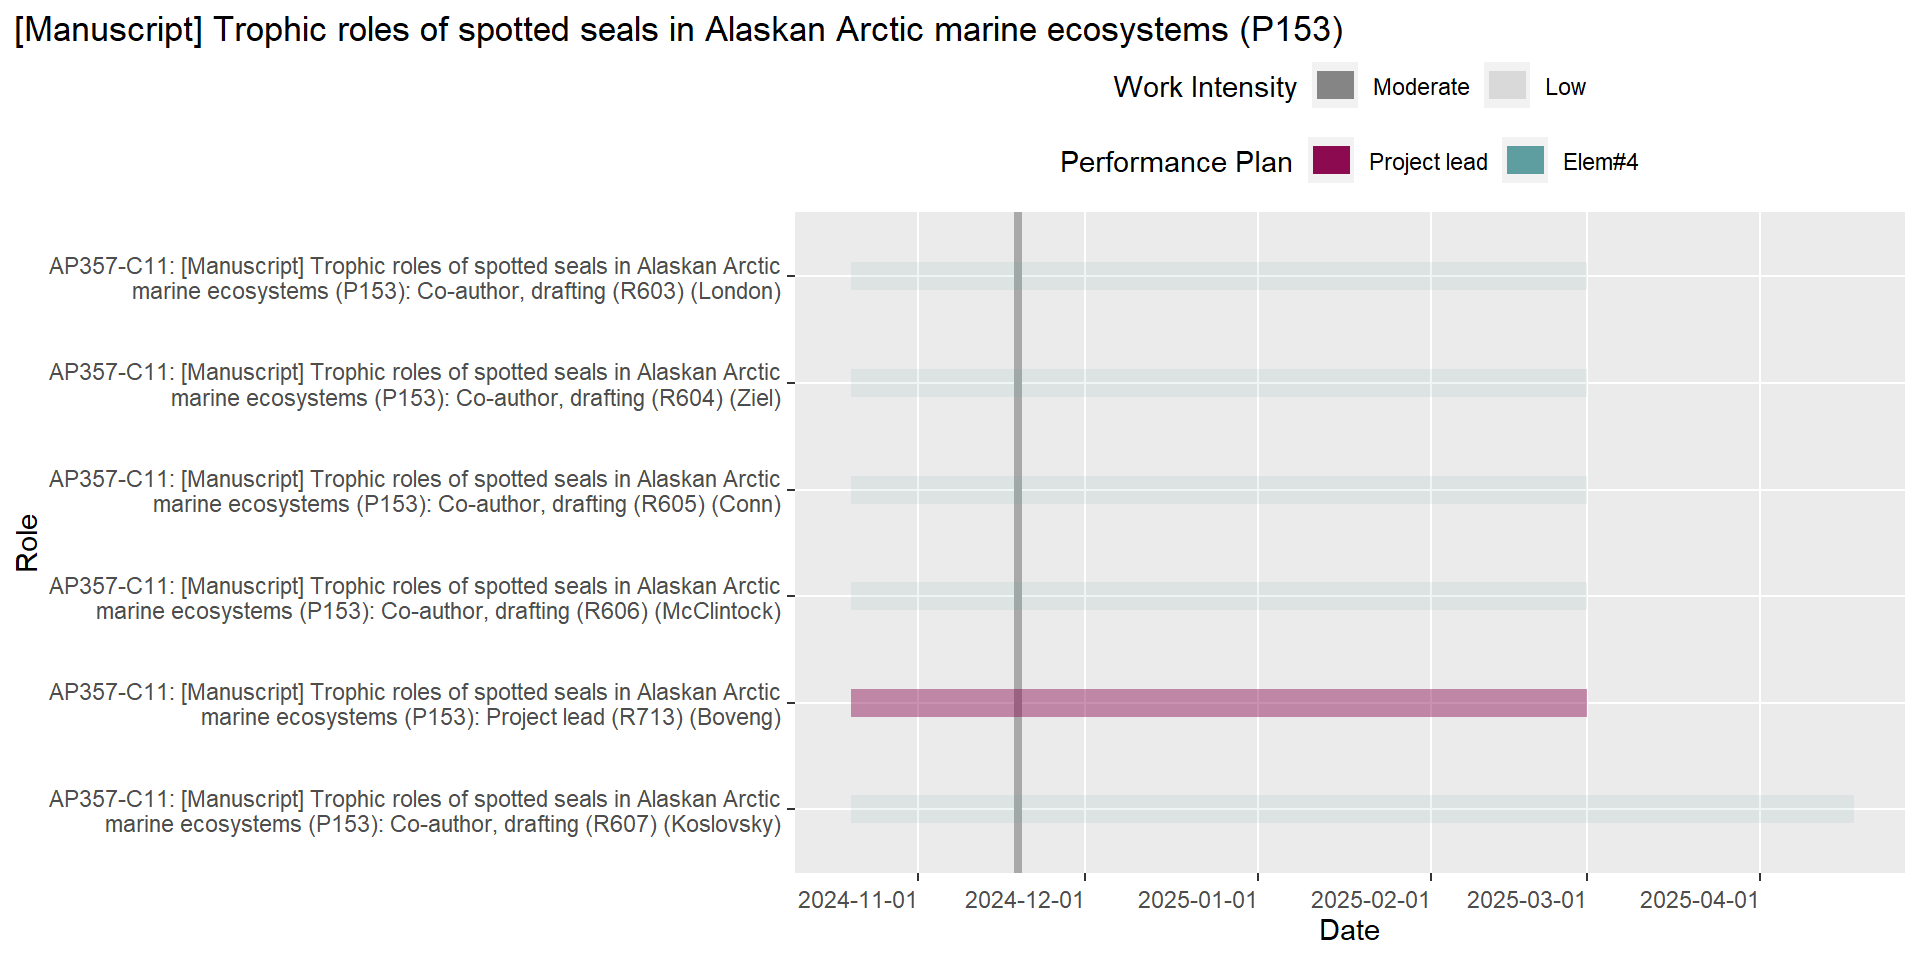 [Manuscript] Trophic roles of spotted seals in Alaskan Arctic marine ecosystems (P153)
Work Intensity Moderate Low
Performance Plan Project lead Elem#4
AP357-C11: [Manuscript] Trophic roles of spotted seals in Alaskan Arctic
marine ecosystems (P153): Co-author, drafting (R603) (London)
AP357-C11: [Manuscript] Trophic roles of spotted seals in Alaskan Arctic
marine ecosystems (P153): Co-author, drafting (R604) (Ziel)
AP357-C11: [Manuscript] Trophic roles of spotted seals in Alaskan Arctic
marine ecosystems (P153): Co-author, drafting (R605) (Conn)
AP357-C11: [Manuscript] Trophic roles of spotted seals in Alaskan Arctic
marine ecosystems (P153): Co-author, drafting (R606) (McClintock)
AP357-C11: [Manuscript] Trophic roles of spotted seals in Alaskan Arctic
marine ecosystems (P153): Project lead (R713) (Boveng)
AP357-C11: [Manuscript] Trophic roles of spotted seals in Alaskan Arctic
marine ecosystems (P153): Co-author, drafting (R607) (Koslovsky)
Role
2024-11-01 2024-12-01 2025-01-01 2025-02-01 2025-03-01 2025-04-01
Date